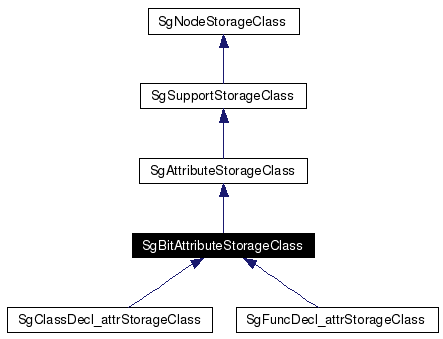 SgNodeStorageClass
SgSupportStorageClass
SgAttributeStorageClass
SgBitAttributeStorageClass
SgClassDecl_attrStorageClass
SgFuncDecl_attrStorageClass